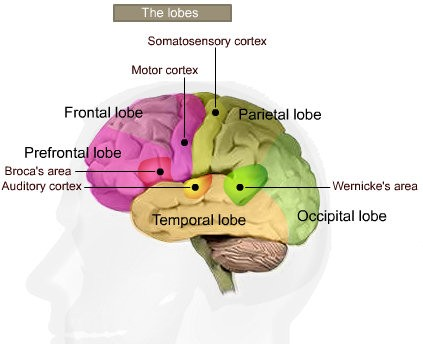 The lobes
Somatosensory cortex
Motor cortex
Frontal lobe
Parietal lobe
Prefrontal lobe
Broca's area
Auditory cortex
Wernicke's area
Temporal lobe
Occipital lobe